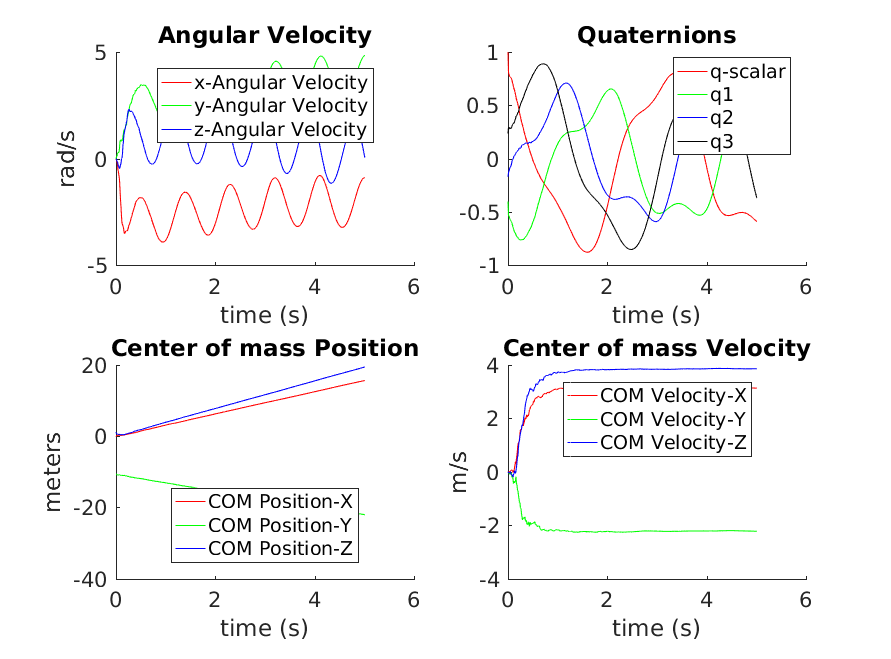 Angular Velocity
5
0
-5
rad/s
x-Angular Velocity
y-Angular Velocity
z-Angular Velocity
0
2
4
6
time (s)
Quaternions
1
0.5
0
-0.5
-1
q-scalar
q1
q2
q3
0
2
4
6
time (s)
Center of mass Position
20
0
-20
-40
meters
COM Position-X
COM Position-Y
COM Position-Z
0
2
4
6
time (s)
Center of mass Velocity
4
2
0
-2
-4
m/s
COM Velocity-X
COM Velocity-Y
COM Velocity-Z
0
2
4
6
time (s)